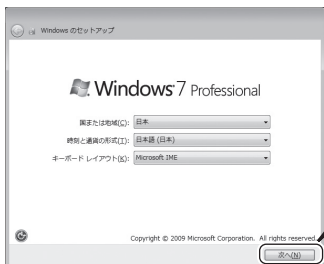 Windows のセットアップ
Windows 7 Professional
国または地域(C): 日本
時刻と通貨の形式(T): 日本語 (日本)
キーボード レイアウト(K): Microsoft IME
Copyright © 2009 Microsoft Corporation. All rights reserved.
次へ(N)